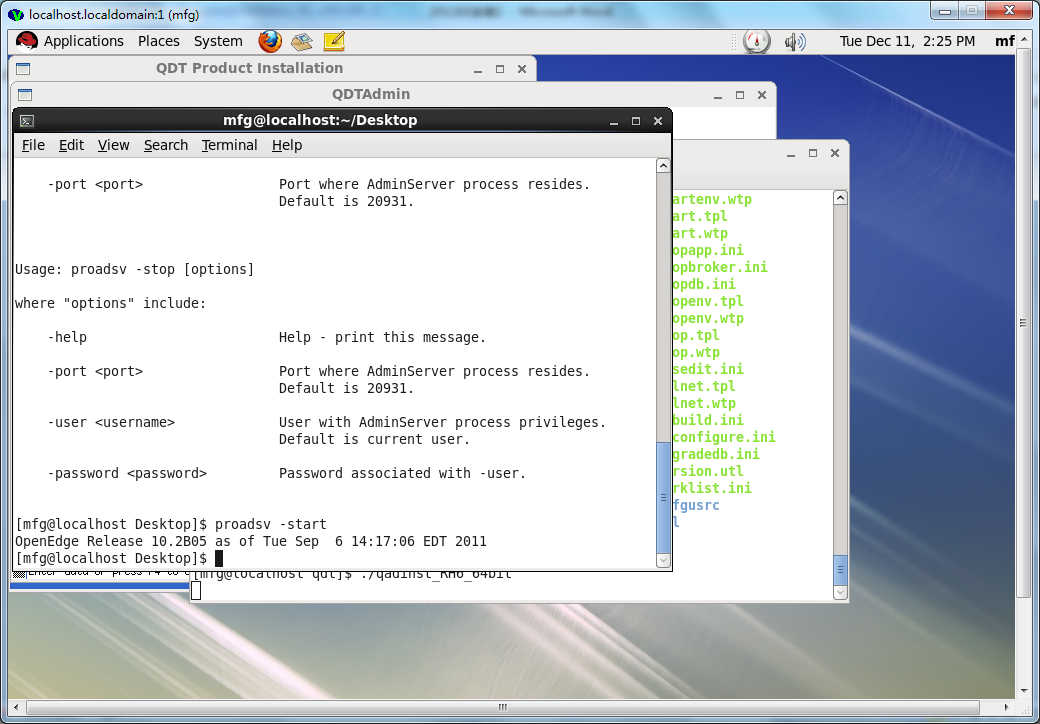 localhost.localdomain:1 (mfg)
Applications Places System
Tue Dec 11, 2:25 PM mf
QDT Product Installation
QDTAdmin
mfg@localhost:~/Desktop
File Edit View Search Terminal Help
-port <port> Port where AdminServer process resides.
Default is 20931.
Usage: proadsv -stop [options]
where "options" include:
-help Help - print this message.
-port <port> Port where AdminServer process resides.
Default is 20931.
-user <username> User with AdminServer process privileges.
Default is current user.
-password <password> Password associated with -user.
[mfg@localhost Desktop]$ proadsv -start
OpenEdge Release 10.2B05 as of Tue Sep  6 14:17:06 EDT 2011
[mfg@localhost Desktop]$
artenv.wtp
art.tpl
art.wtp
opapp.ini
opbroker.ini
opdb.ini
openv.tpl
openv.wtp
op.tpl
op.wtp
sedit.ini
lnet.tpl
lnet.wtp
build.ini
configure.ini
gradedb.ini
rsion.utl
rklist.ini
fgusrc
l
Enter data or press F4 to
[mfg@localhost qdt]$ ./qadinst_RH6_64bit